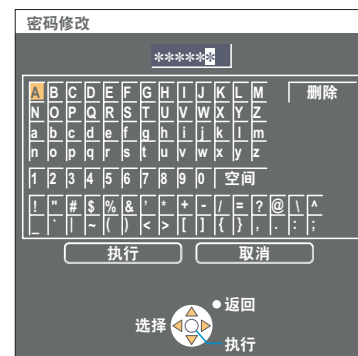 密码修改
******
A B C D E F G H I J K L M 删除
N O P Q R S T U V W X Y Z
a b c d e f g h i j k l m
n o p q r s t u v w x y z
1 2 3 4 5 6 7 8 9 0 空间
! " # $ % & ' * + - / = ? @ \ ^
_ ` | ~ ( ) < > [ ] { } , . : ;
执行 取消
返回
选择
执行